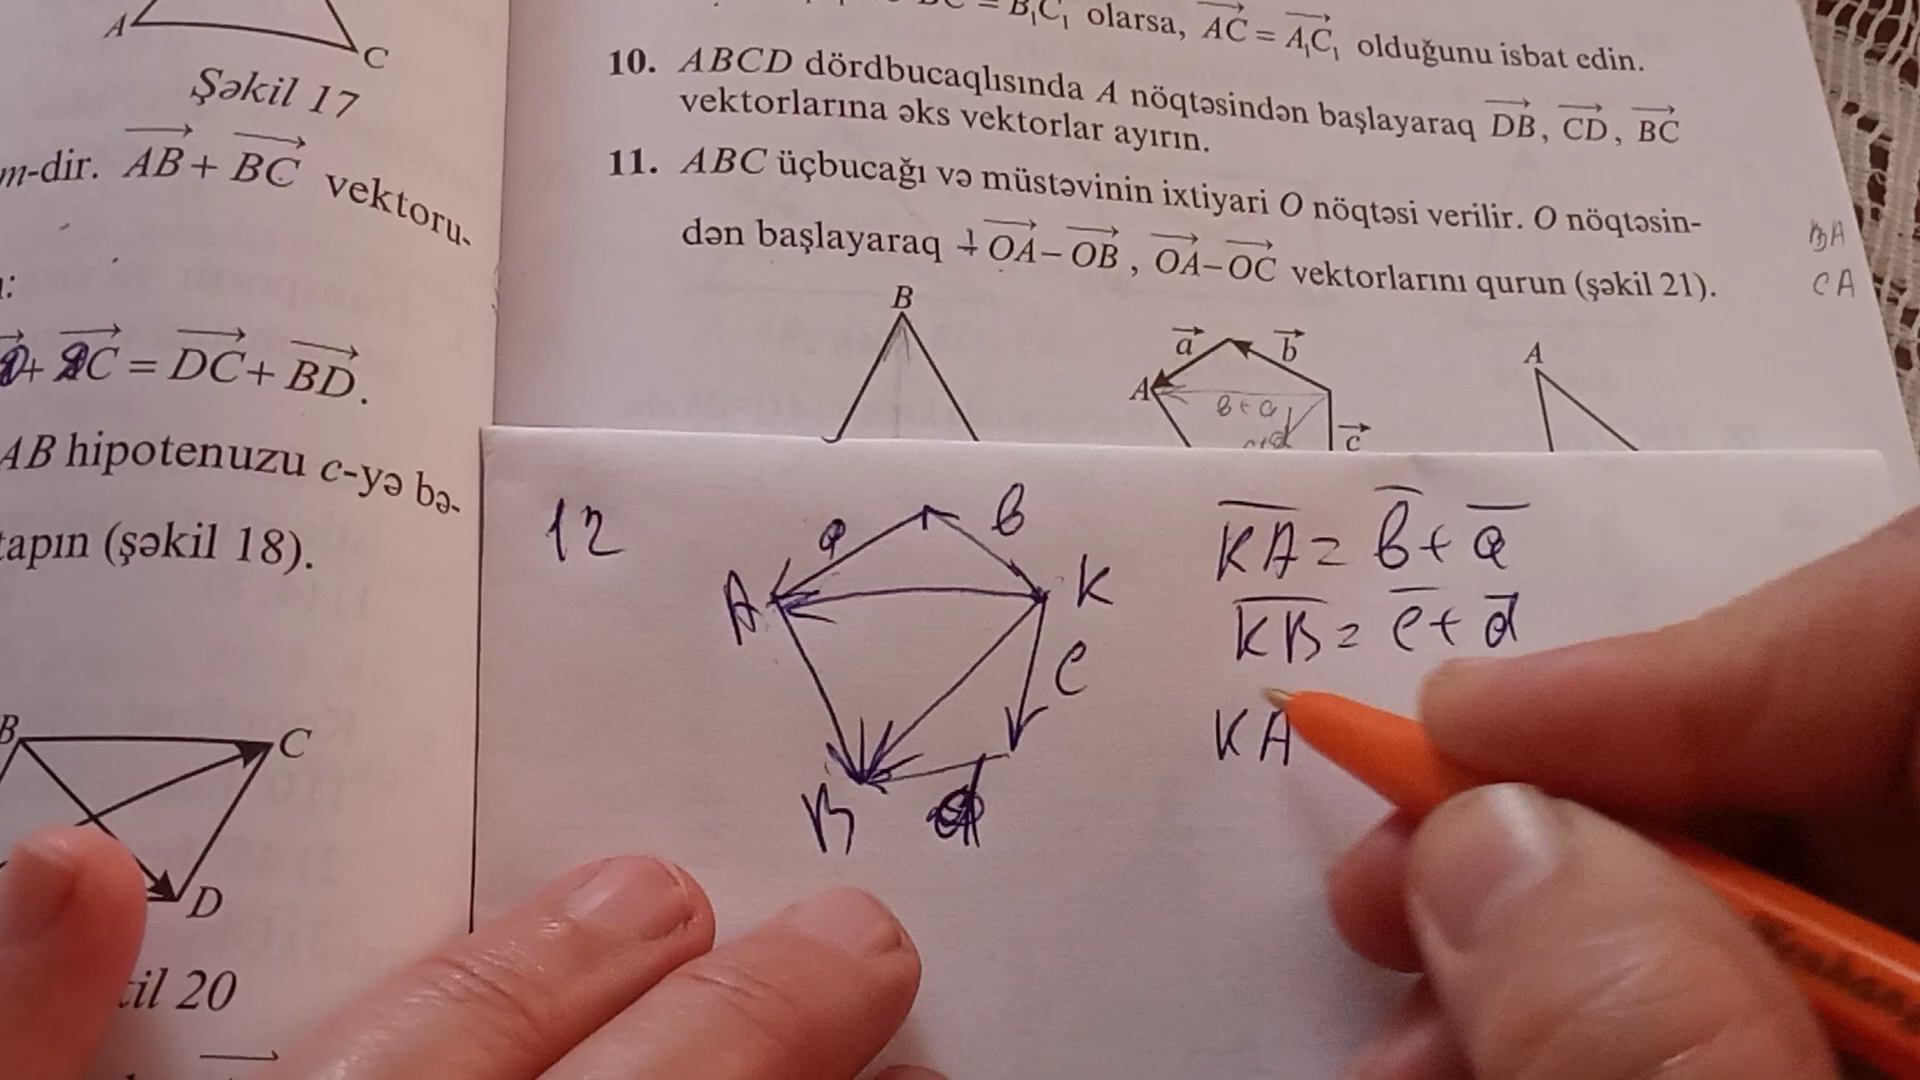 A
C
Şəkil 17
m-dir. AB + BC vektoru-
C = DC + BD.
AB hipotenuzu c-yə bə-
tapın (şəkil 18).
B
C
D
il 20
= B₁C₁ olarsa, AC = A₁C₁ olduğunu isbat edin.
10. ABCD dördbucaqlısında A nöqtəsindən başlayaraq DB, CD, BC
vektorlarına əks vektorlar ayırın.
11. ABC üçbucağı və müstəvinin ixtiyari O nöqtəsi verilir. O nöqtəsin-
dən başlayaraq OA – OB, OA – OC vektorlarını qurun (şəkil 21).
BA
CA
B
a
b
A
b + a
c
A
12
a
b
A
K
c
B
d
KA = b + a
KB = c + d
KA